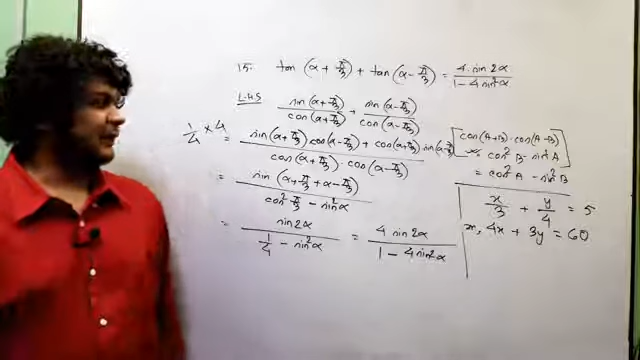 15. tan (α + π/3) + tan (α − π/3) = 4 sin 2α / 1 − 4 sin²α
L.H.S sin (α + π/3) / cos (α + π/3) + sin (α − π/3) / cos (α − π/3)
1/4 × 4
= sin (α + π/3) cos (α − π/3) + cos (α + π/3) sin (α − π/3) / cos (α + π/3) · cos (α − π/3)
[cos (A+B) · cos (A−B)
= cos² B − sin² A]
= cos² A − sin² B
= sin (α + π/3 + α − π/3) / cos² π/3 − sin²α
x/3 + y/4 = 5
4x + 3y = 60
= sin 2α / 1/4 − sin²α = 4 sin 2α / 1 − 4 sin²α